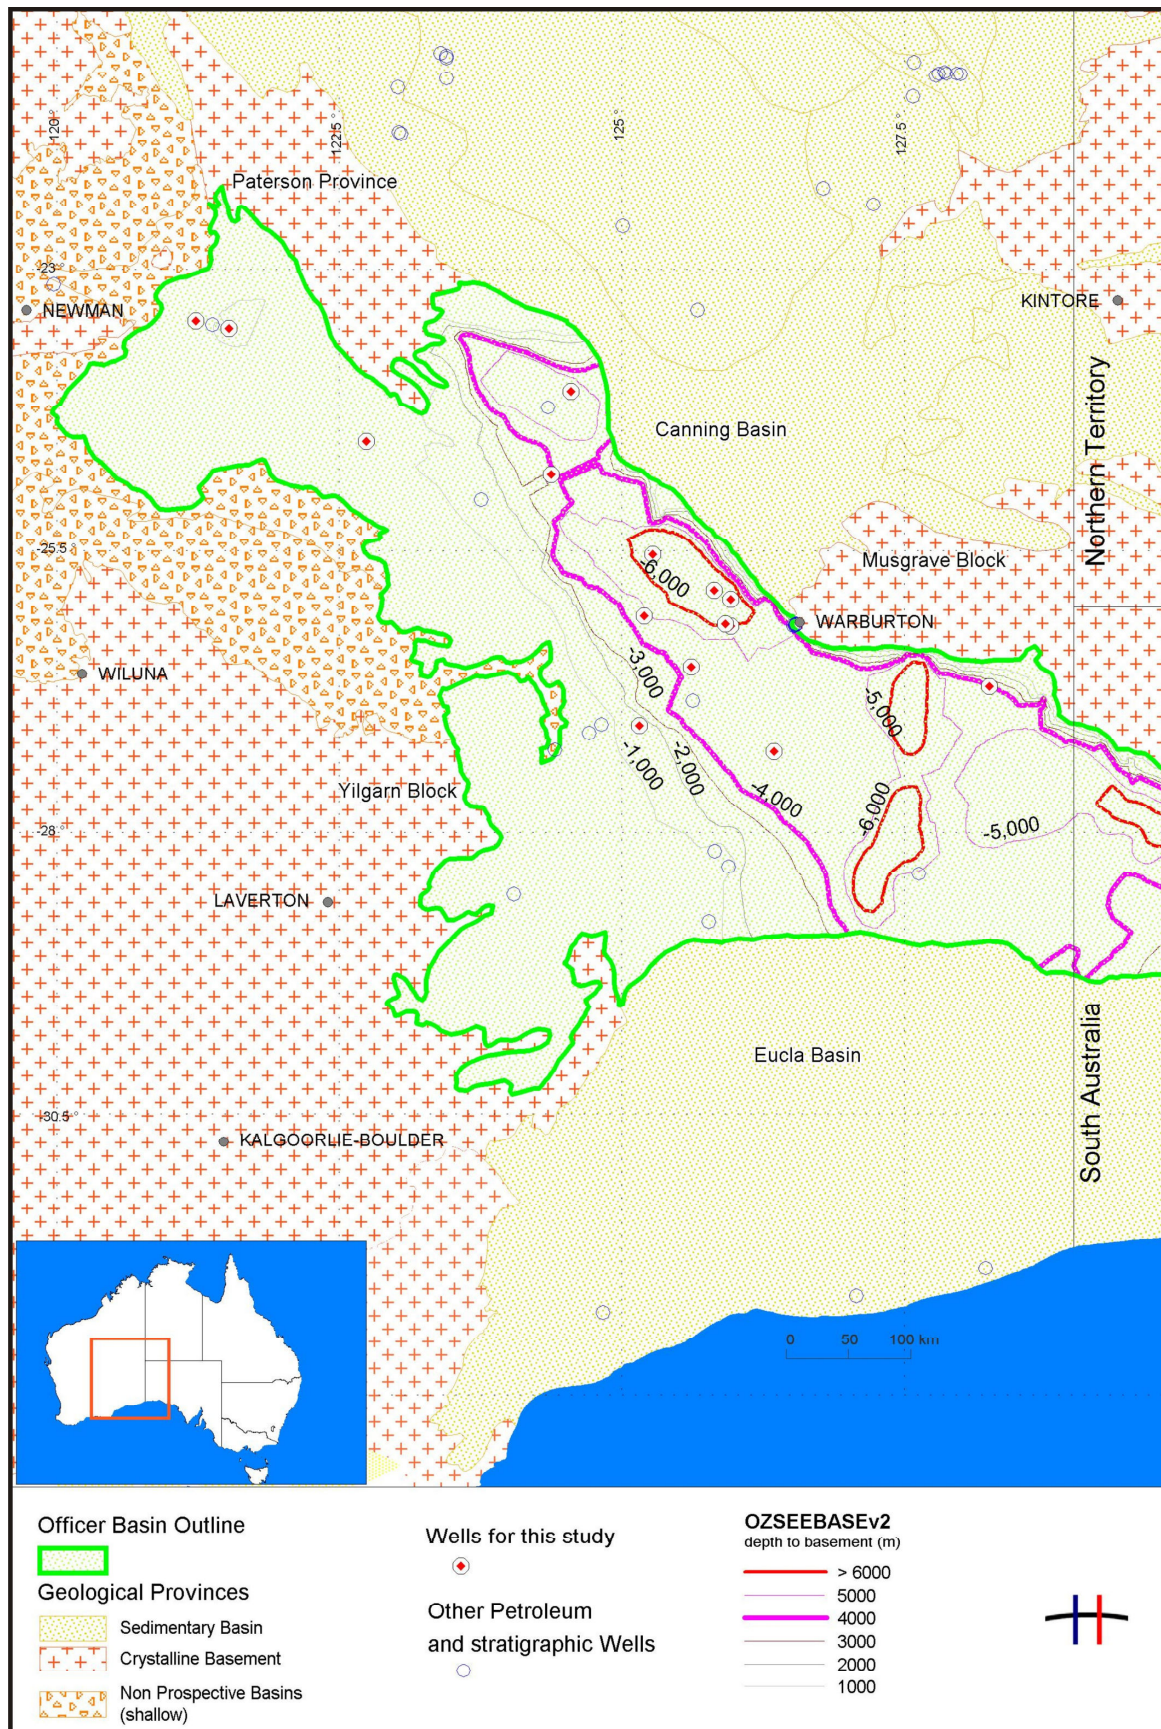 120 °
122.5 °
125 °
127.5 °
Paterson Province
-23 °
NEWMAN
KINTORE
Northern Territory
Canning Basin
-25.5 °
Musgrave Block
-6,000
WARBURTON
WILUNA
-3,000
-5,000
-2,000
-1,000
Yilgarn Block
-4,000
-6,000
-5,000
-28 °
LAVERTON
South Australia
Eucla Basin
-30.5 °
KALGOORLIE-BOULDER
0 50 100 km
Officer Basin Outline
Geological Provinces
Sedimentary Basin
Crystalline Basement
Non Prospective Basins
(shallow)
Wells for this study
Other Petroleum
and stratigraphic Wells
OZSEEBASEv2
depth to basement (m)
> 6000
5000
4000
3000
2000
1000